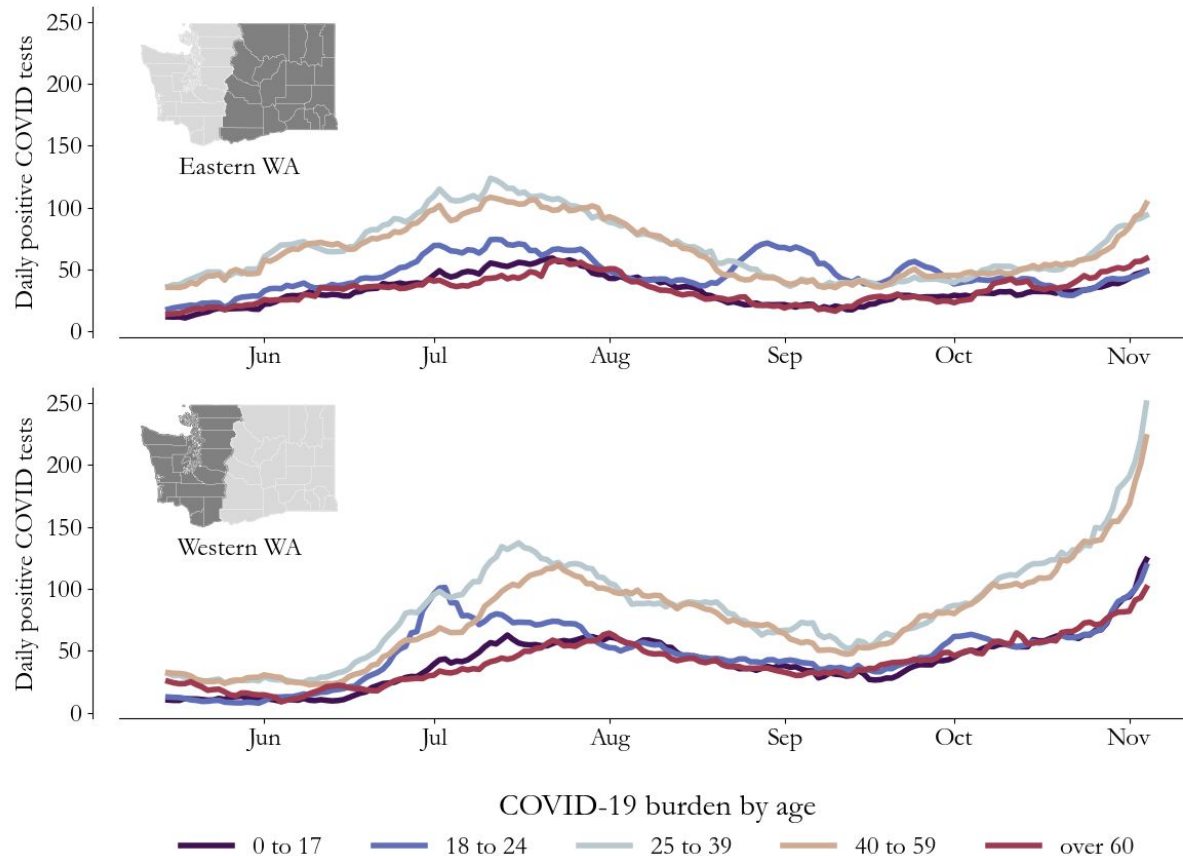 Daily positive COVID tests
250
200
150
100
50
0
Eastern WA
Jun Jul Aug Sep Oct Nov
Daily positive COVID tests
250
200
150
100
50
0
Western WA
Jun Jul Aug Sep Oct Nov
COVID-19 burden by age
0 to 17 18 to 24 25 to 39 40 to 59 over 60